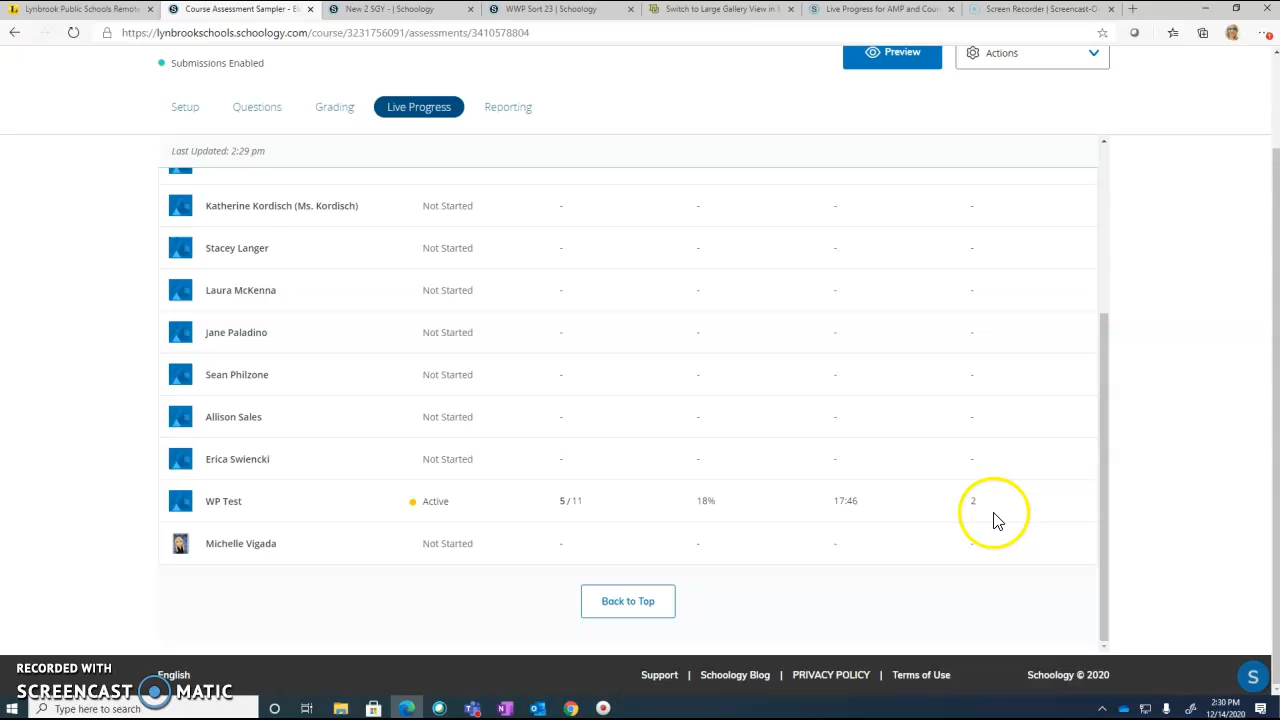 Lynbrook Public Schools Remote
Course Assessment Sampler - E
New 2 5GY - | Schoology
WWP Sort 23 | Schoology
Switch to Large Gallery View in
Live Progress for AMP and Cour
Screen Recorder | Screencast-O
https://lynbrookschools.schoology.com/course/3231756091/assessments/3410578804
Submissions Enabled
Preview
Actions
Setup
Questions
Grading
Live Progress
Reporting
Last Updated: 2:29 pm
Katherine Kordisch (Ms. Kordisch) Not Started - - - -
Stacey Langer Not Started - - - -
Laura McKenna Not Started - - - -
Jane Paladino Not Started - - - -
Sean Philzone Not Started - - - -
Allison Sales Not Started - - - -
Erica Swiencki Not Started - - - -
WP Test Active 5 / 11 18% 17:46 2
Michelle Vigada Not Started - - - -
Back to Top
English
Support | Schoology Blog | PRIVACY POLICY | Terms of Use
Schoology © 2020
RECORDED WITH
SCREENCAST MATIC
S
Type here to search
2:30 PM
12/14/2020